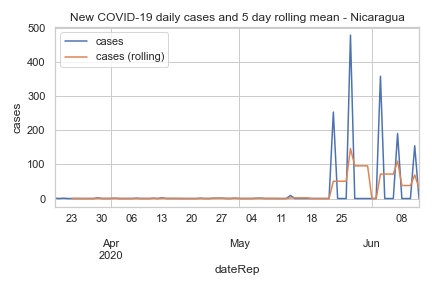 New COVID-19 daily cases and 5 day rolling mean - Nicaragua
cases
cases (rolling)
500
400
300
200
100
0
cases
23 30 06 13 20 27 04 11 18 25 08
Apr May Jun
2020
dateRep